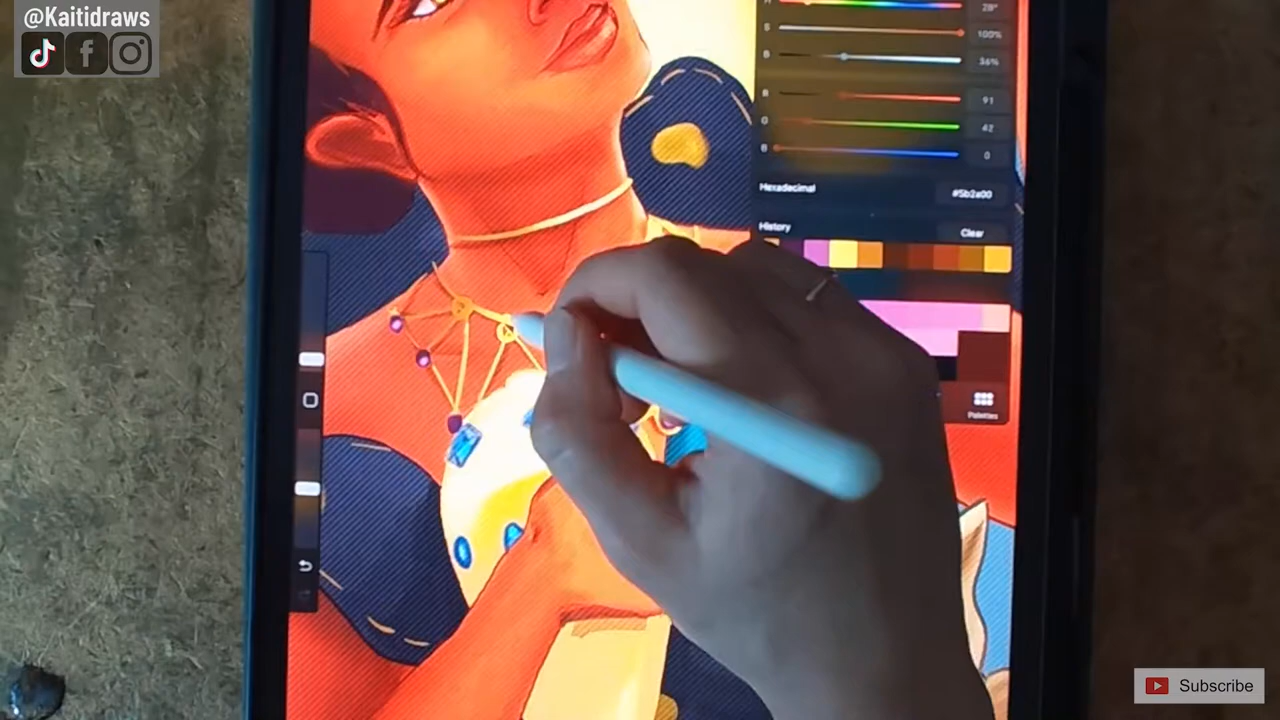 @Kaitidraws
H 28°
S 100%
B 36%
R 91
G 42
B 0
Hexadecimal #5b2a00
History Clear
Palettes
Subscribe